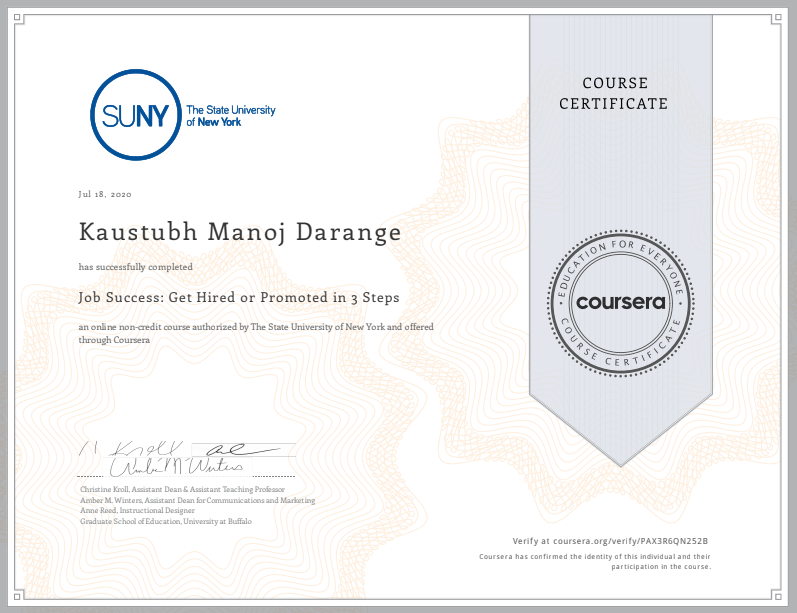 SUNY
The State University
of New York
COURSE
CERTIFICATE
Jul 18, 2020
Kaustubh Manoj Darange
has successfully completed
Job Success: Get Hired or Promoted in 3 Steps
an online non-credit course authorized by The State University of New York and offered
through Coursera
EDUCATION FOR EVERYONE
coursera
COURSE CERTIFICATE
Christine Kroll, Assistant Dean & Assistant Teaching Professor
Amber M. Winters, Assistant Dean for Communications and Marketing
Anne Reed, Instructional Designer
Graduate School of Education, University at Buffalo
Verify at coursera.org/verify/PAX3R6QN252B
Coursera has confirmed the identity of this individual and their
participation in the course.